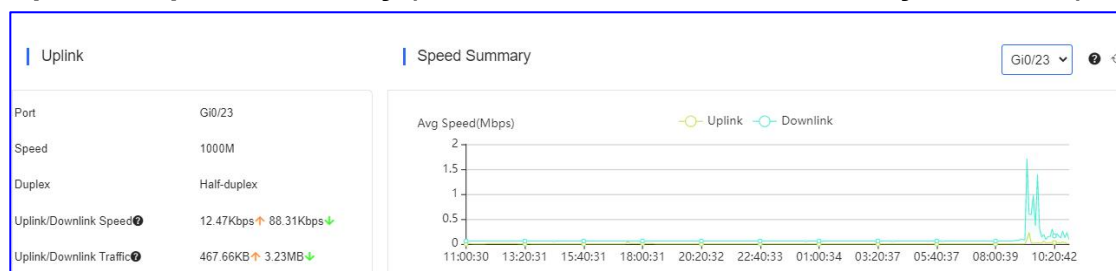 Uplink
Speed Summary
Gi0/23
Port Gi0/23
Speed 1000M
Duplex Half-duplex
Uplink/Downlink Speed 12.47Kbps↑ 88.31Kbps↓
Uplink/Downlink Traffic 467.66KB↑ 3.23MB↓
Avg Speed(Mbps)
Uplink Downlink
2
1.5
1
0.5
0
11:00:30 13:20:31 15:40:31 18:00:31 20:20:32 22:40:33 01:00:34 03:20:37 05:40:37 08:00:39 10:20:42